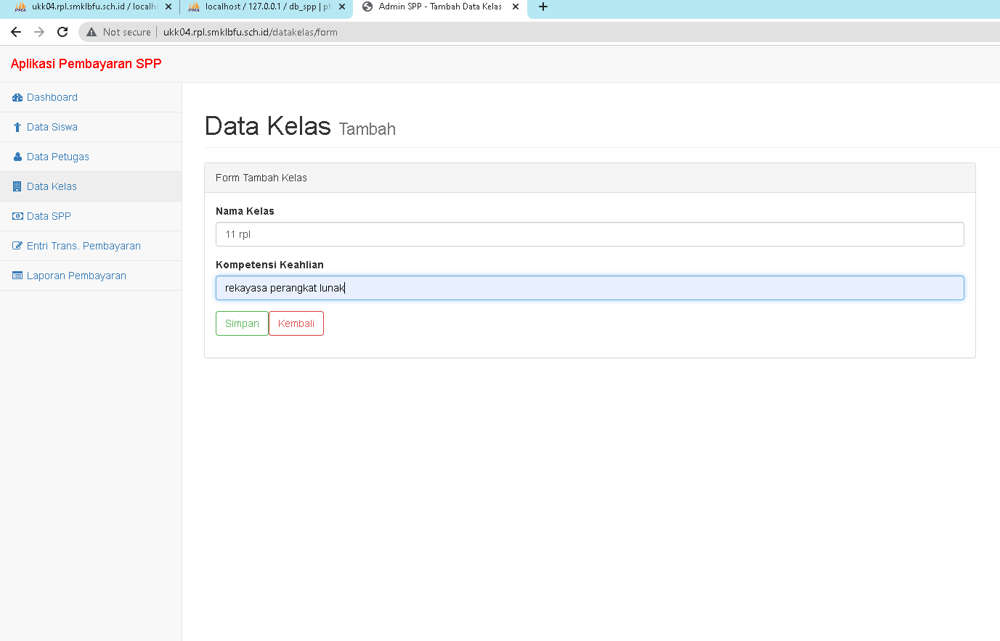 ukk04.rpl.smklbfu.sch.id / localh
localhost / 127.0.0.1 / db_spp | ph
Admin SPP - Tambah Data Kelas
Not secure
ukk04.rpl.smklbfu.sch.id/datakelas/form
Aplikasi Pembayaran SPP
Dashboard
Data Siswa
Data Petugas
Data Kelas
Data SPP
Entri Trans. Pembayaran
Laporan Pembayaran
Data Kelas Tambah
Form Tambah Kelas
Nama Kelas
11 rpl
Kompetensi Keahlian
rekayasa perangkat lunak
Simpan
Kembali